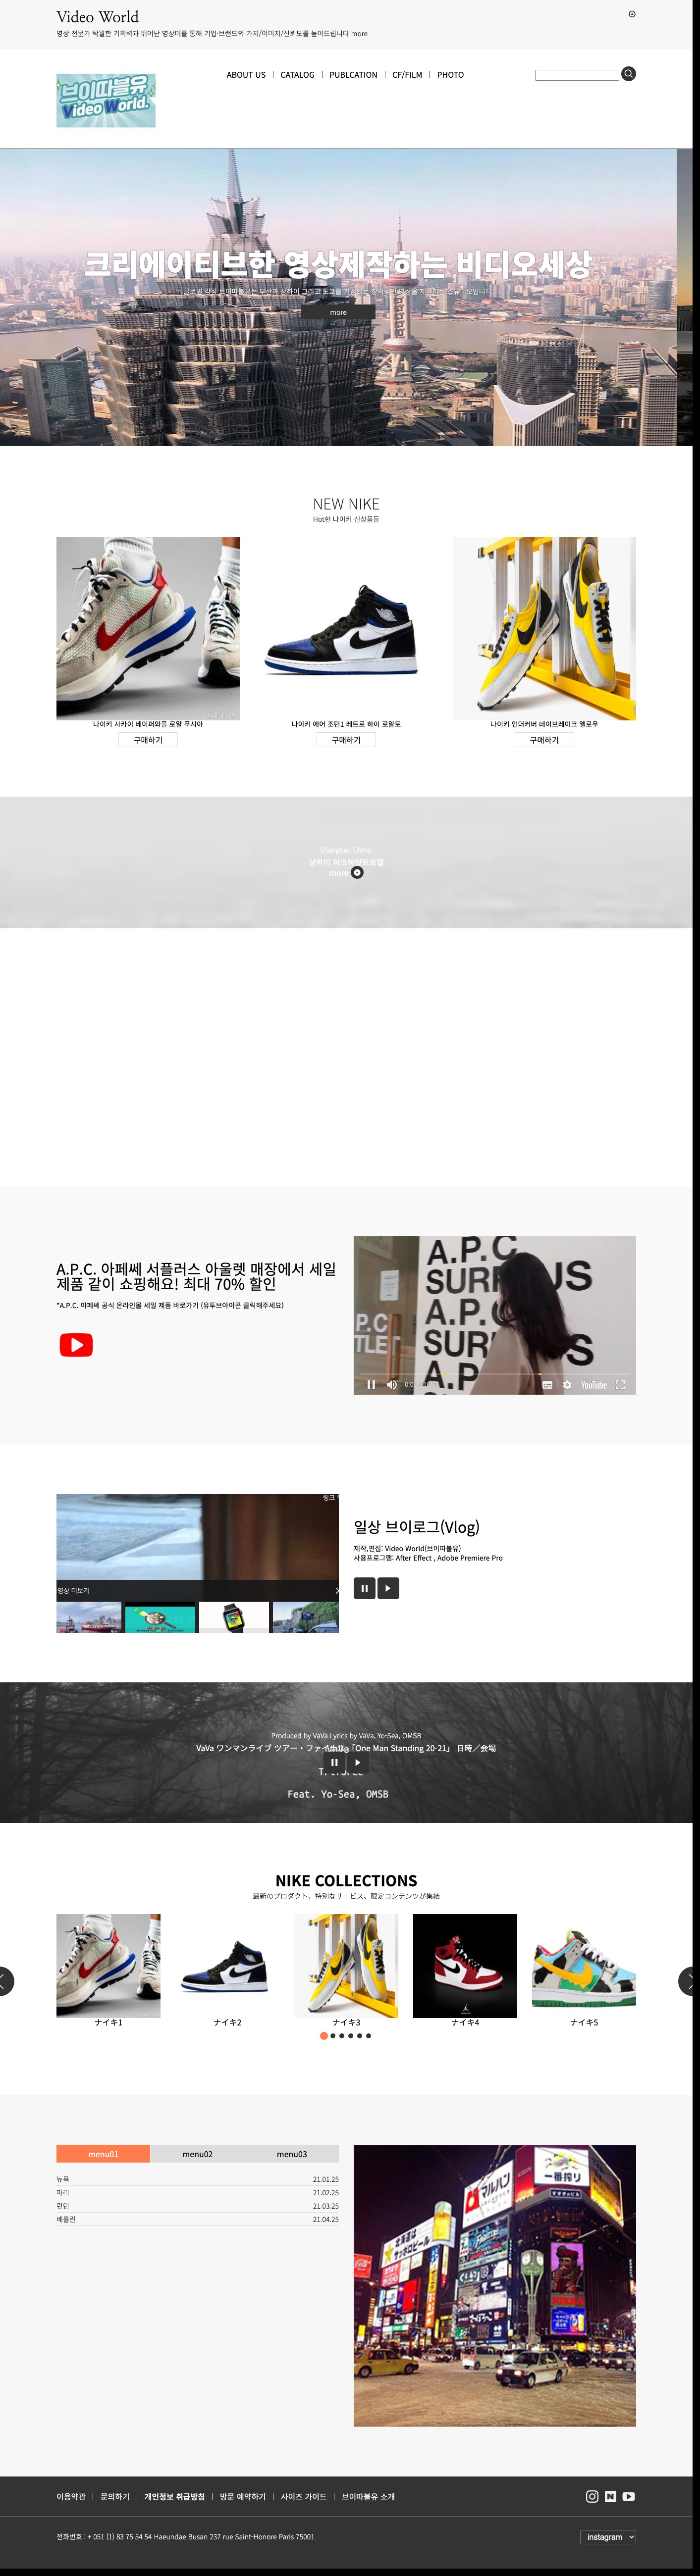 Video World
영상 전문가 탁월한 기획력과 뛰어난 영상미를 통해 기업·브랜드의 가치/이미지/신뢰도를 높여드립니다 more
브이따블유
Video World.
ABOUT US
CATALOG
PUBLCATION
CF/FILM
PHOTO
크리에이티브한 영상제작하는 비디오세상
more
NEW NIKE
Hot한 나이키 신상품들
나이키 사카이 베이퍼와플 로얄 푸시아
나이키 에어 조던1 레트로 하이 로얄토
나이키 언더커버 데이브레이크 옐로우
구매하기
구매하기
구매하기
Shanghai, China.
more
A.P.C. 아페쎄 서플러스 아울렛 매장에서 세일
제품 같이 쇼핑해요! 최대 70% 할인
*A.P.C. 아페쎄 공식 온라인몰 세일 제품 바로가기 (유투브아이콘 클릭해주세요)
A.P.C.
YouTube
링크
영상 더보기
일상 브이로그(Vlog)
제작,편집: Video World(브이따블유)
사용프로그램: After Effect , Adobe Premiere Pro
Produced by VaVa Lyrics by VaVa, Yo-Sea, OMSB
VaVa ワンマンライブ ツアー・ファイナル「One Man Standing 20-21」 日時／会場
Feat. Yo-Sea, OMSB
NIKE COLLECTIONS
最新のプロダクト、特別なサービス、限定コンテンツが集結
ナイキ1
ナイキ2
ナイキ3
ナイキ4
ナイキ5
menu01
menu02
menu03
뉴욕 21.01.25
파리 21.02.25
런던 21.03.25
베를린 21.04.25
マルハン
一番搾り
北海道は
サッポロビール
이용약관
문의하기
개인정보 취급방침
방문 예약하기
사이즈 가이드
브이따블유 소개
전화번호 : + 051 (1) 83 75 54 54 Haeundae Busan 237 rue Saint-Honore Paris 75001
instagram